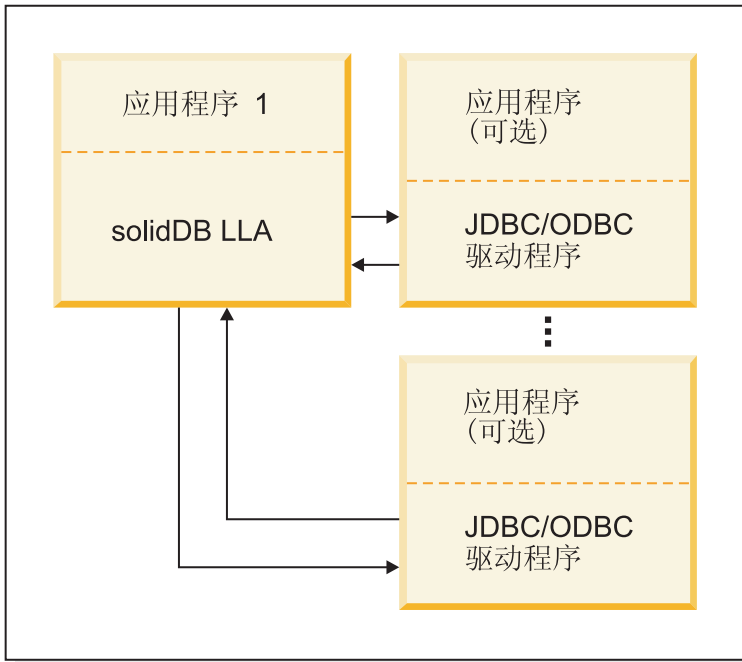 应用程序 1
solidDB LLA
应用程序
(可选)
JDBC/ODBC
驱动程序
应用程序
(可选)
JDBC/ODBC
驱动程序